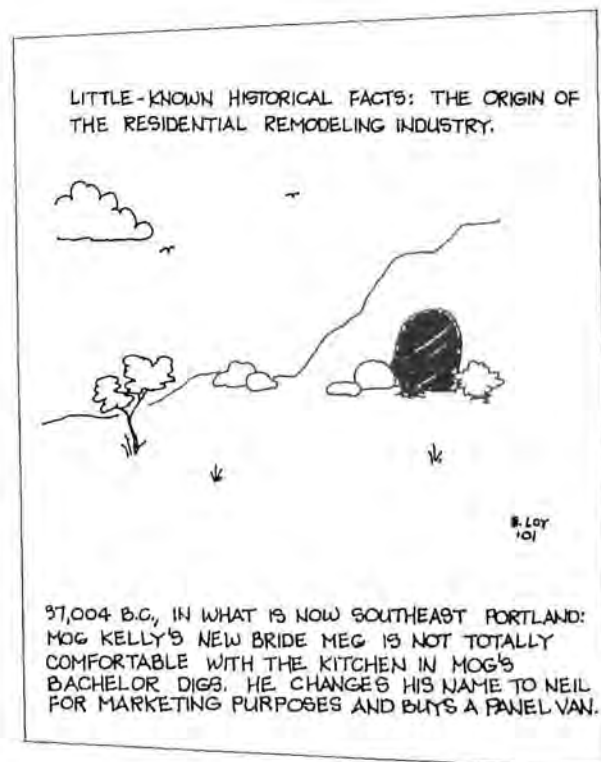 LITTLE-KNOWN HISTORICAL FACTS: THE ORIGIN OF
THE RESIDENTIAL REMODELING INDUSTRY.
B. LOY
'01
37,004 B.C., IN WHAT IS NOW SOUTHEAST PORTLAND:
MOG KELLY'S NEW BRIDE MEG IS NOT TOTALLY
COMFORTABLE WITH THE KITCHEN IN MOG'S
BACHELOR DIGS. HE CHANGES HIS NAME TO NEIL
FOR MARKETING PURPOSES AND BUYS A PANEL VAN.